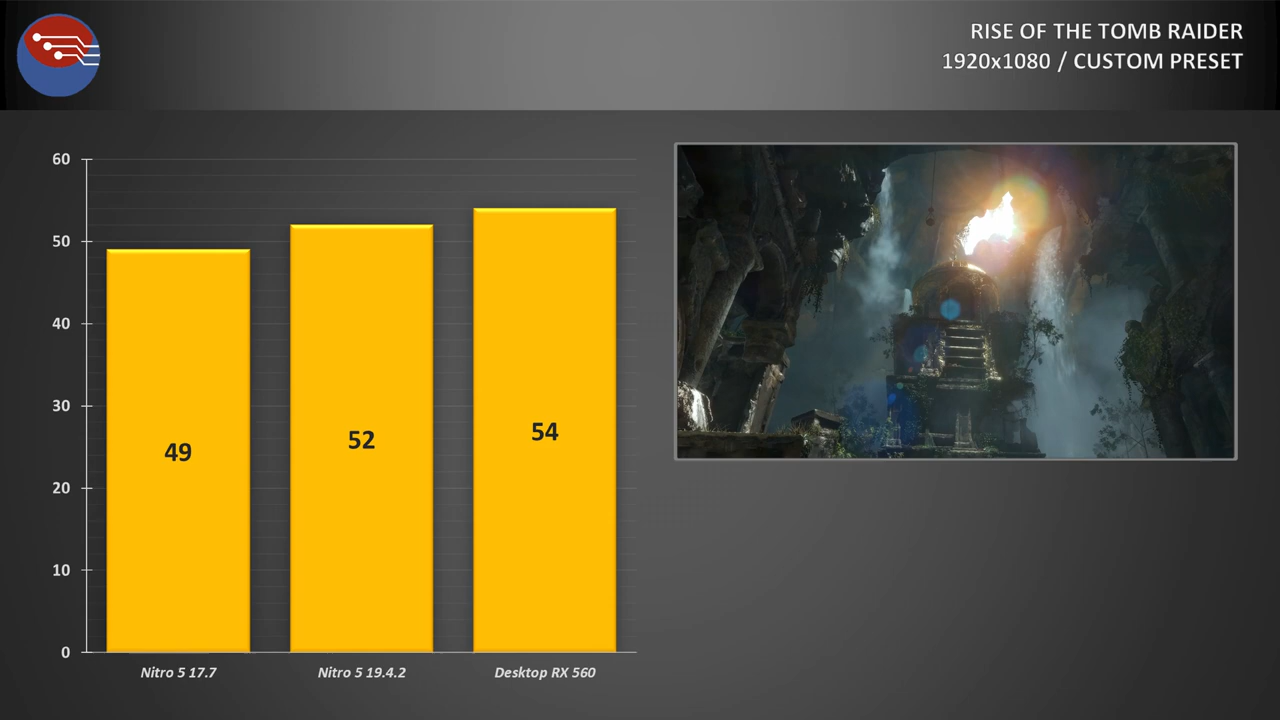 RISE OF THE TOMB RAIDER
1920x1080 / CUSTOM PRESET
60
50
40
30
20
10
0
49
52
54
Nitro 5 17.7
Nitro 5 19.4.2
Desktop RX 560